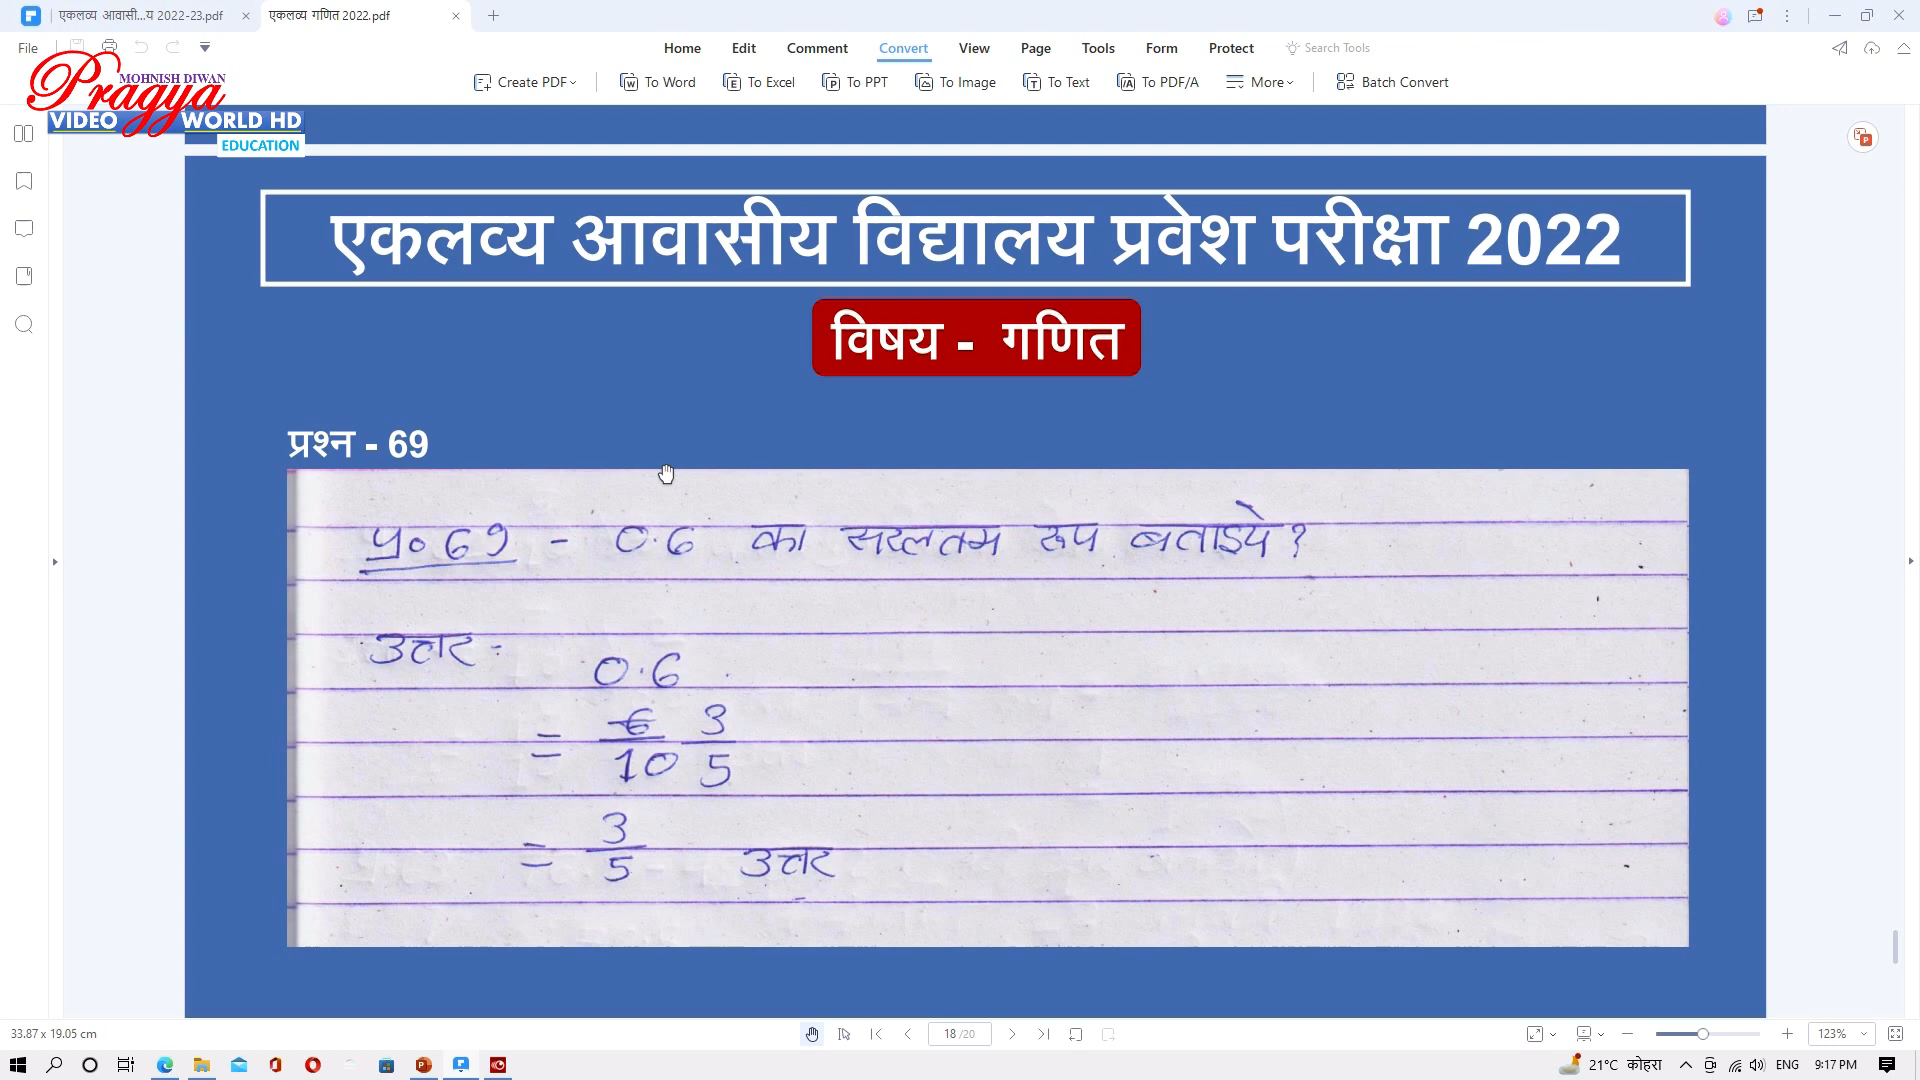 एकलव्य आवासी...य 2022-23.pdf
एकलव्य गणित 2022.pdf
File
Home Edit Comment Convert View Page Tools Form Protect Search Tools
Create PDF To Word To Excel To PPT To Image To Text To PDF/A More Batch Convert
MOHNISH DIWAN
Pragya
VIDEO WORLD HD
EDUCATION
एकलव्य आवासीय विद्यालय प्रवेश परीक्षा 2022
विषय - गणित
प्रश्न - 69
प्र० 69 - 0.6 का सरलतम रूप बताइये ?
उत्तर -
0.6
= 6/10 3/5
= 3/5 उत्तर
33.87 x 19.05 cm
18 /20
123%
21°C कोहरा
ENG
9:17 PM